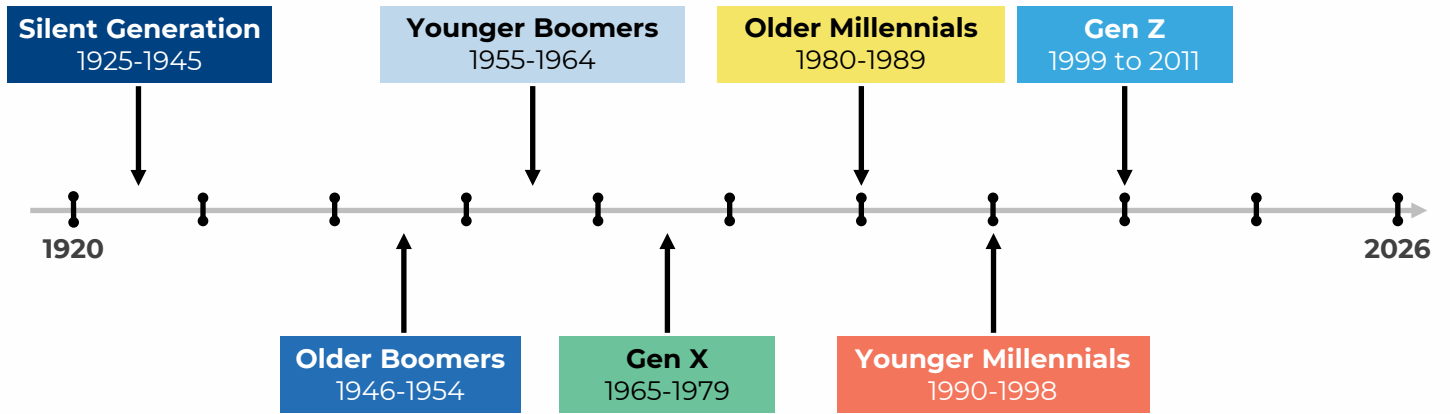 Silent Generation
1925-1945
Younger Boomers
1955-1964
Older Millennials
1980-1989
Gen Z
1999 to 2011
1920
2026
Older Boomers
1946-1954
Gen X
1965-1979
Younger Millennials
1990-1998